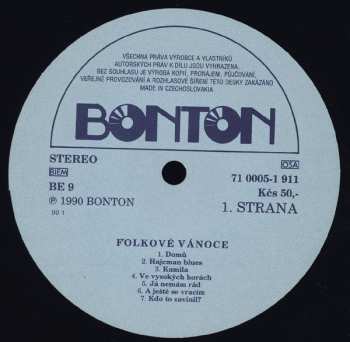 VŠECHNA PRÁVA VÝROBCE A VLASTNÍKŮ
AUTORSKÝCH PRÁV K DÍLU JSOU VYHRAZENA.
BEZ SOUHLASU JE VÝROBA KOPIÍ, PRONÁJEM, PŮJČOVÁNÍ,
VEŘEJNÉ PROVOZOVÁNÍ A ROZHLASOVÉ ŠÍŘENÍ TÉTO DESKY ZAKÁZÁNO
MADE IN CZECHOSLOVAKIA
BONTON
STEREO
BIEM
BE 9
℗ 1990 BONTON
OSA
71 0005-1 911
Kčs 50,-
1. STRANA
FOLKOVÉ VÁNOCE
1. Domů
2. Hajcman blues
3. Kamila
4. Ve vysokých horách
5. Já nemám rád
6. A ještě se vracím
7. Kdo to zavinil?